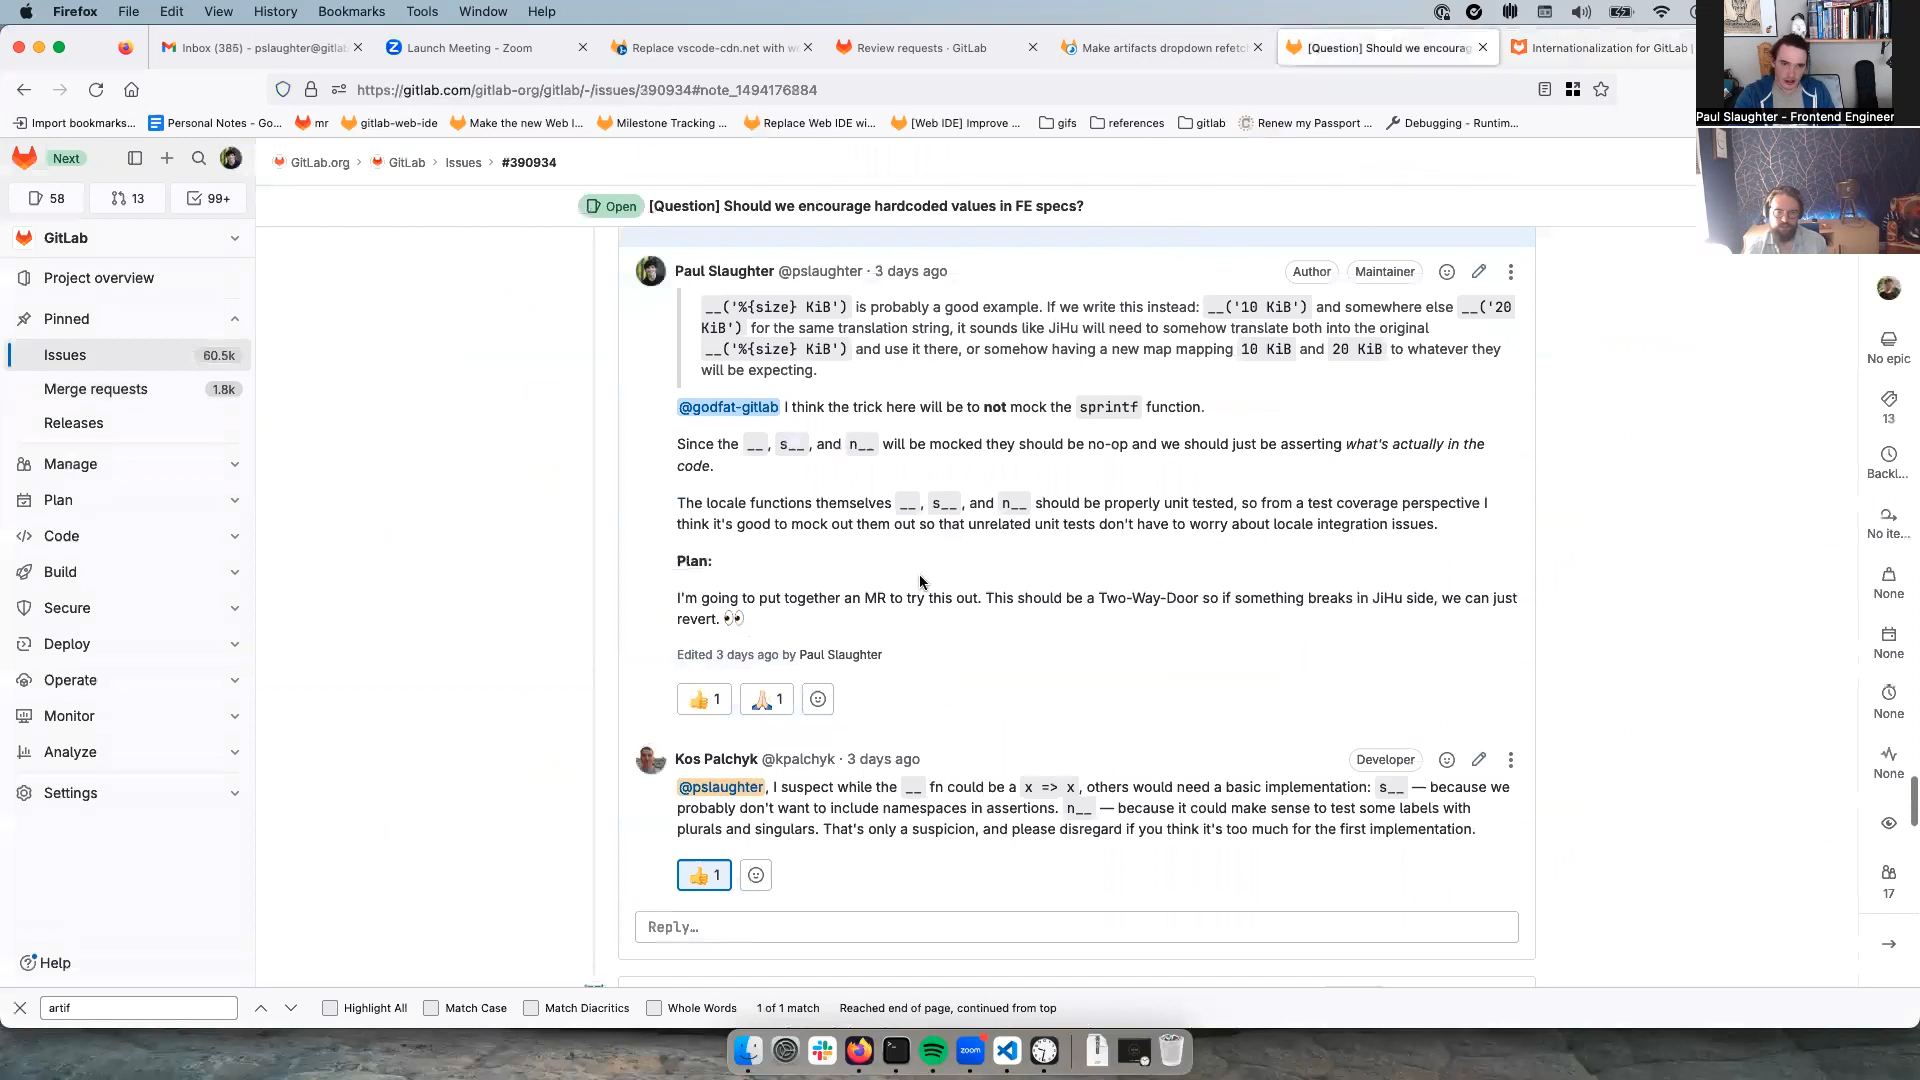 Firefox File Edit View History Bookmarks Tools Window Help
Inbox (385) - pslaughter@gitlab
Launch Meeting - Zoom
Replace vscode-cdn.net with w
Review requests · GitLab
Make artifacts dropdown refetc
[Question] Should we encourag
Internationalization for GitLab
https://gitlab.com/gitlab-org/gitlab/-/issues/390934#note_1494176884
Import bookmarks...
Personal Notes - Go...
mr
gitlab-web-ide
Make the new Web I...
Milestone Tracking ...
Replace Web IDE wi...
[Web IDE] Improve ...
gifs
references
gitlab
Renew my Passport ...
Debugging - Runtim...
Paul Slaughter - Frontend Engineer
Next
58
13
99+
GitLab
Project overview
Pinned
Issues 60.5k
Merge requests 1.8k
Releases
Manage
Plan
Code
Build
Secure
Deploy
Operate
Monitor
Analyze
Settings
Help
GitLab.org > GitLab > Issues > #390934
Open [Question] Should we encourage hardcoded values in FE specs?
Paul Slaughter @pslaughter · 3 days ago
Author Maintainer
__('%{size} KiB') is probably a good example. If we write this instead: __('10 KiB') and somewhere else __('20
KiB') for the same translation string, it sounds like JiHu will need to somehow translate both into the original
__('%{size} KiB') and use it there, or somehow having a new map mapping 10 KiB and 20 KiB to whatever they
will be expecting.
@godfat-gitlab I think the trick here will be to not mock the sprintf function.
Since the __, s__, and n__ will be mocked they should be no-op and we should just be asserting what's actually in the
code.
The locale functions themselves __, s__, and n__ should be properly unit tested, so from a test coverage perspective I
think it's good to mock out them out so that unrelated unit tests don't have to worry about locale integration issues.
Plan:
I'm going to put together an MR to try this out. This should be a Two-Way-Door so if something breaks in JiHu side, we can just
revert. 👀
Edited 3 days ago by Paul Slaughter
👍 1 🙏🏻 1
Kos Palchyk @kpalchyk · 3 days ago
Developer
@pslaughter, I suspect while the __ fn could be a x => x, others would need a basic implementation: s__ — because we
probably don't want to include namespaces in assertions. n__ — because it could make sense to test some labels with
plurals and singulars. That's only a suspicion, and please disregard if you think it's too much for the first implementation.
👍 1
Reply…
No epic
13
Backl...
No ite...
None
None
None
None
17
artif
Highlight All
Match Case
Match Diacritics
Whole Words
1 of 1 match
Reached end of page, continued from top
zoom